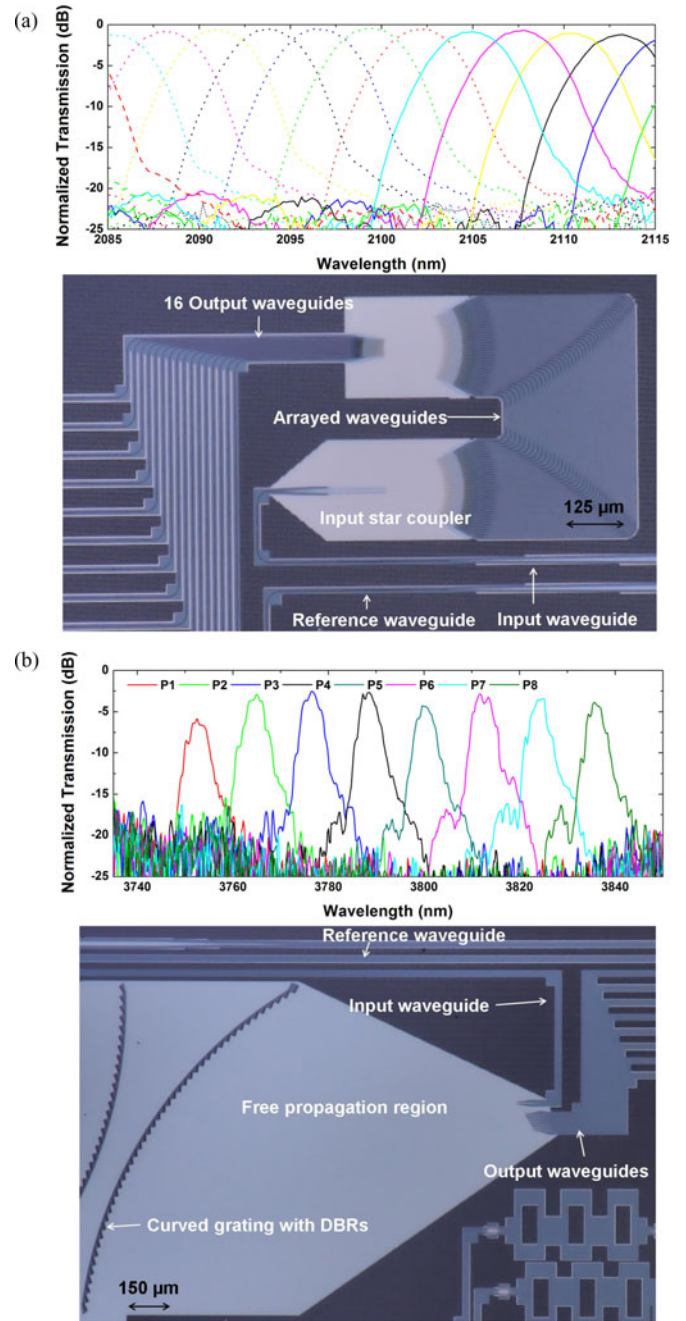 (a)
Normalized Transmission (dB)
0
-5
-10
-15
-20
-25
2085 2090 2095 2100 2105 2110 2115
Wavelength (nm)
16 Output waveguides
Arrayed waveguides
125 µm
Input star coupler
Reference waveguide
Input waveguide
(b)
Normalized Transmission (dB)
0
-5
-10
-15
-20
-25
P1 P2 P3 P4 P5 P6 P7 P8
3740 3760 3780 3800 3820 3840
Wavelength (nm)
Reference waveguide
Input waveguide
Free propagation region
Output waveguides
Curved grating with DBRs
150 µm